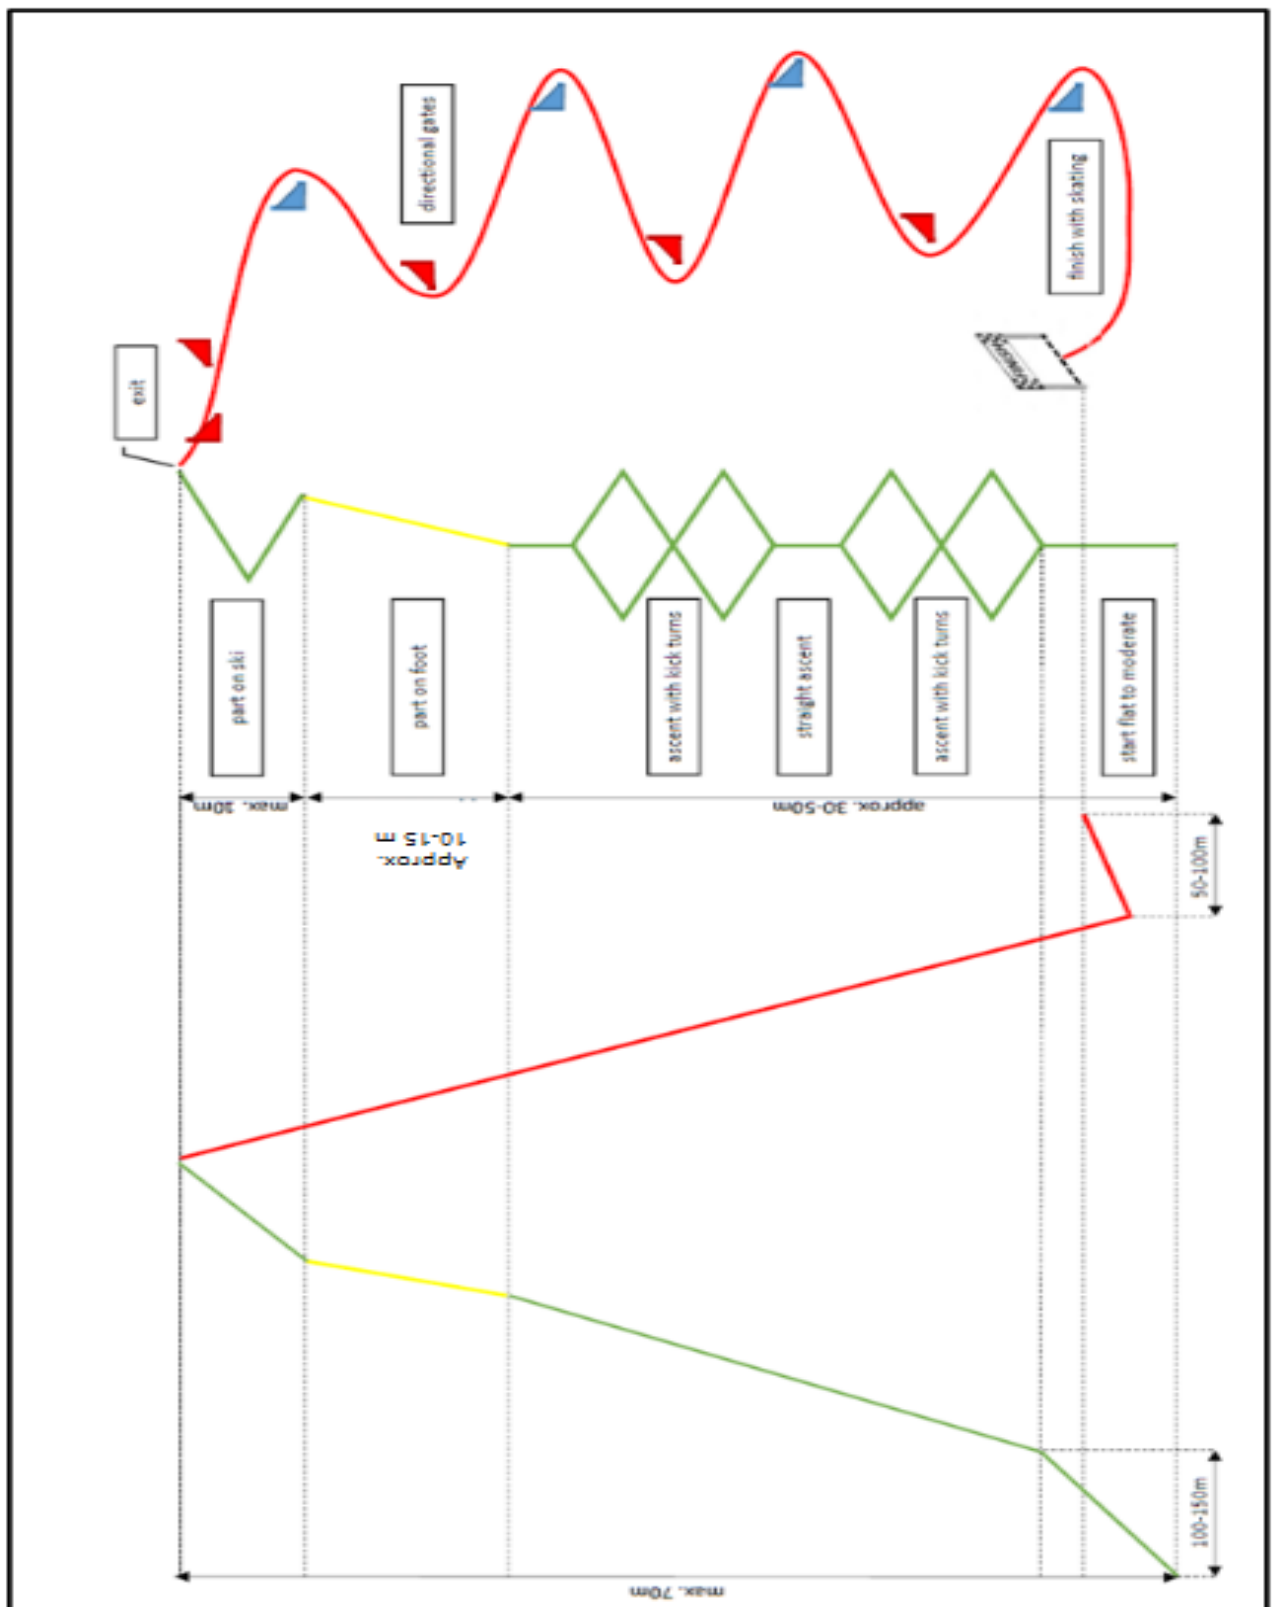 exit
directional gates
finish with skating
FINISH
part on ski
part on foot
ascent with kick turns
straight ascent
ascent with kick turns
start flat to moderate
max. 10m
Approx.
10-15 m
approx. 30-50m
50-100m
100-150m
max. 70m